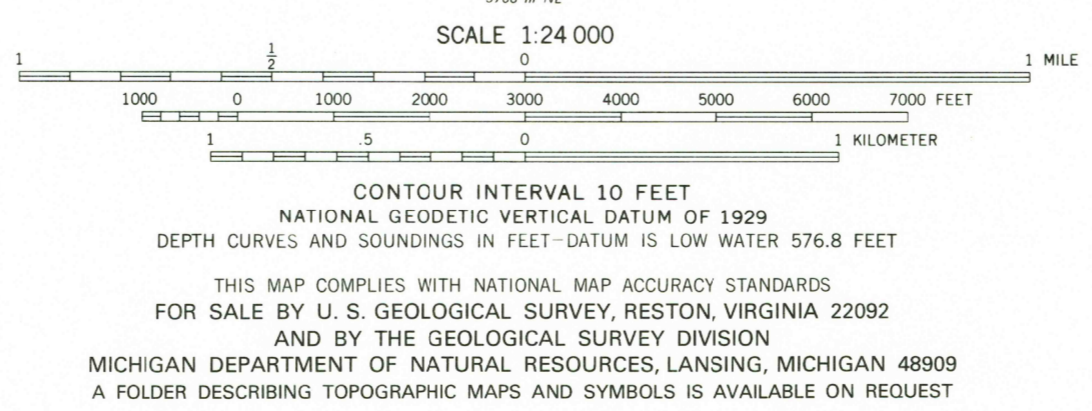 SCALE 1:24 000
1 1/2 0 1 MILE
1000 0 1000 2000 3000 4000 5000 6000 7000 FEET
1 .5 0 1 KILOMETER
CONTOUR INTERVAL 10 FEET
NATIONAL GEODETIC VERTICAL DATUM OF 1929
DEPTH CURVES AND SOUNDINGS IN FEET–DATUM IS LOW WATER 576.8 FEET
THIS MAP COMPLIES WITH NATIONAL MAP ACCURACY STANDARDS
FOR SALE BY U. S. GEOLOGICAL SURVEY, RESTON, VIRGINIA 22092
AND BY THE GEOLOGICAL SURVEY DIVISION
MICHIGAN DEPARTMENT OF NATURAL RESOURCES, LANSING, MICHIGAN 48909
A FOLDER DESCRIBING TOPOGRAPHIC MAPS AND SYMBOLS IS AVAILABLE ON REQUEST